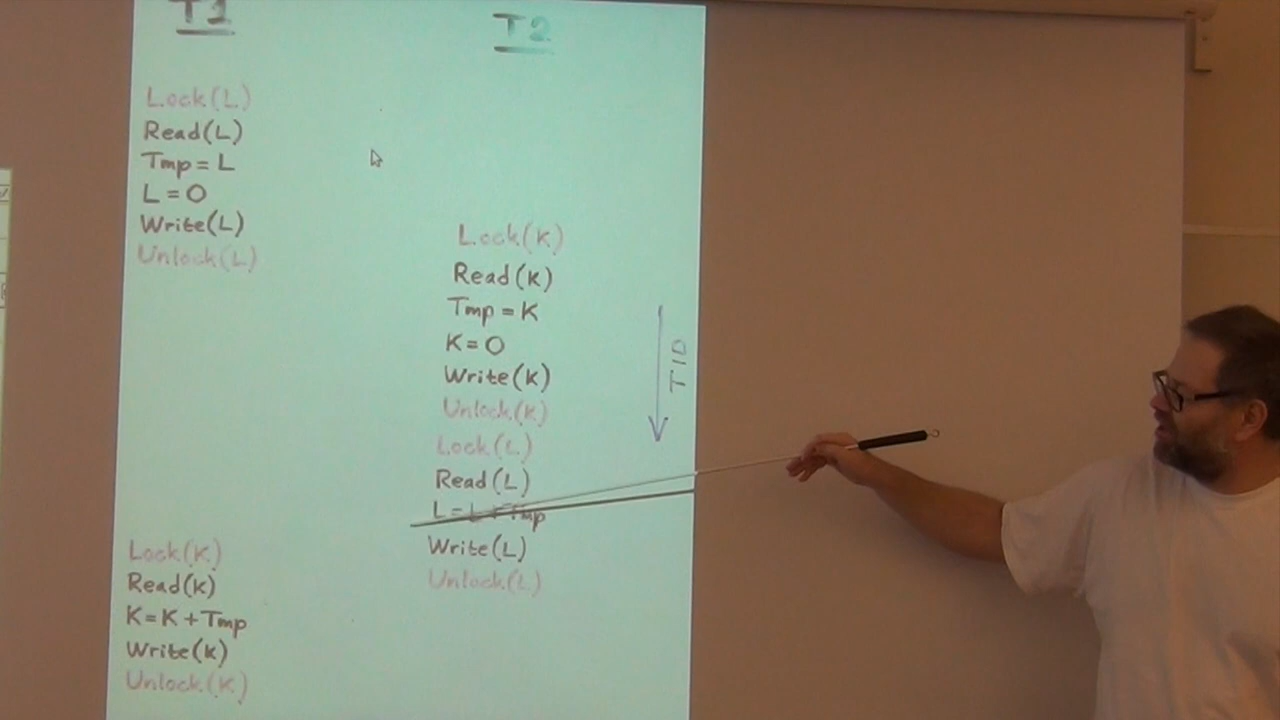 T1
T2
Lock(L)
Read(L)
Tmp = L
L = 0
Write(L)
Unlock(L)
Lock(K)
Read(K)
Tmp = K
K = 0
Write(K)
Unlock(K)
Lock(L)
Read(L)
L = L + Tmp
Write(L)
Unlock(L)
TID
Lock(K)
Read(K)
K = K + Tmp
Write(K)
Unlock(K)